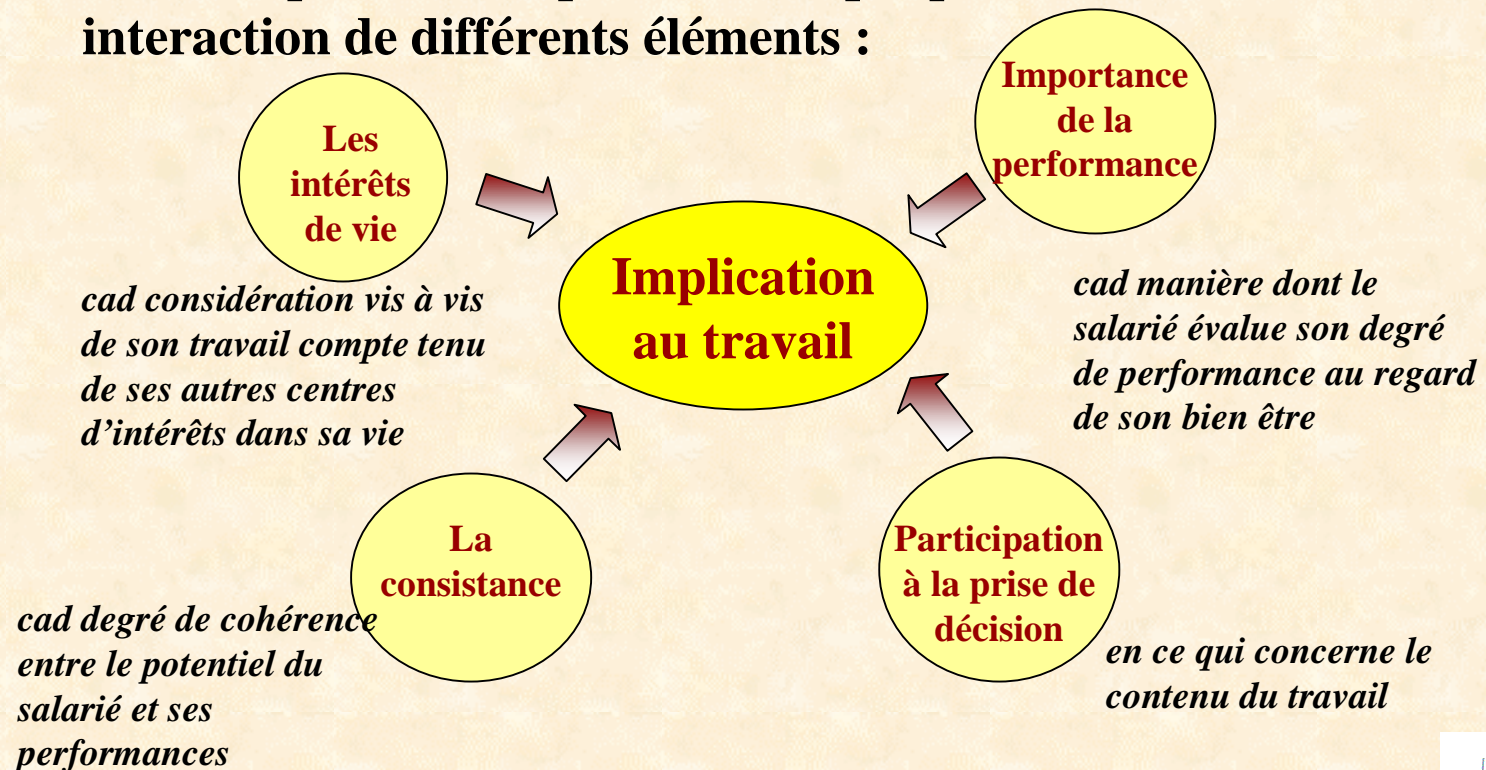 interaction de différents éléments :
Les
intérêts
de vie
cad considération vis à vis
de son travail compte tenu
de ses autres centres
d'intérêts dans sa vie
Importance
de la
performance
cad manière dont le
salarié évalue son degré
de performance au regard
de son bien être
Implication
au travail
La
consistance
cad degré de cohérence
entre le potentiel du
salarié et ses
performances
Participation
à la prise de
décision
en ce qui concerne le
contenu du travail